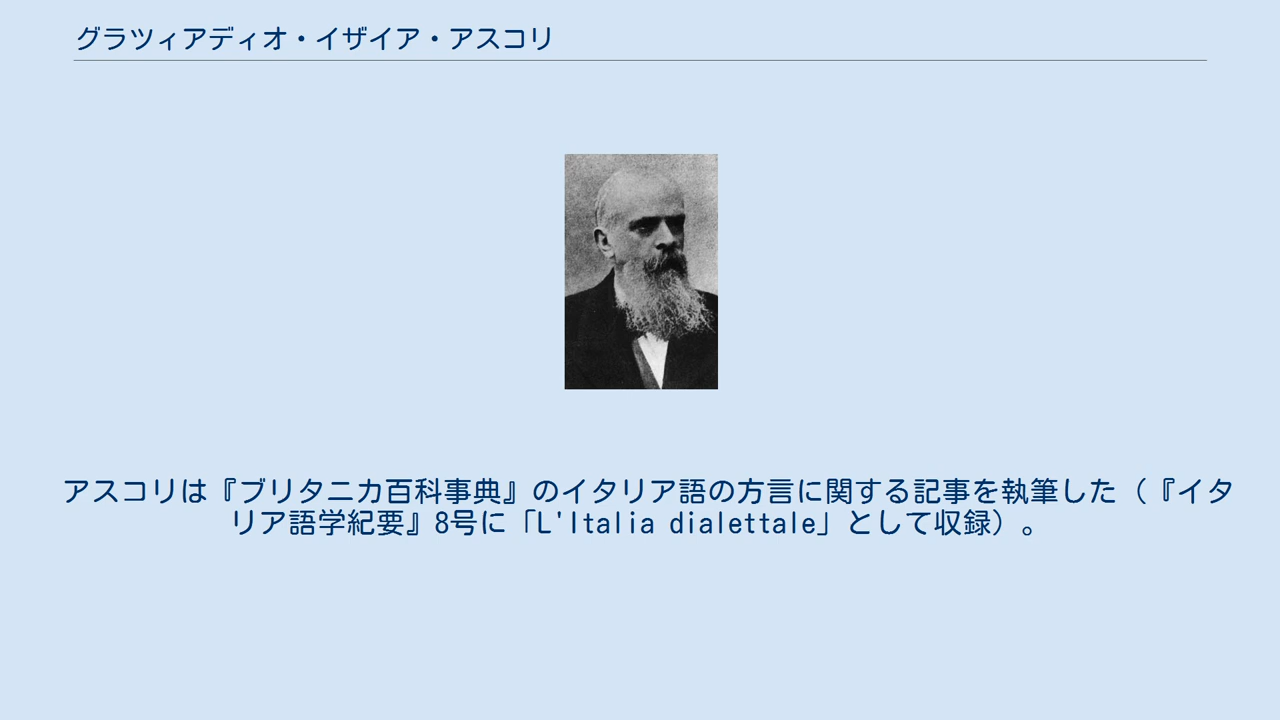 グラツィアディオ・イザイア・アスコリ
アスコリは『ブリタニカ百科事典』のイタリア語の方言に関する記事を執筆した（『イタ
リア語学紀要』8号に「L'Italia dialettale」として収録）。